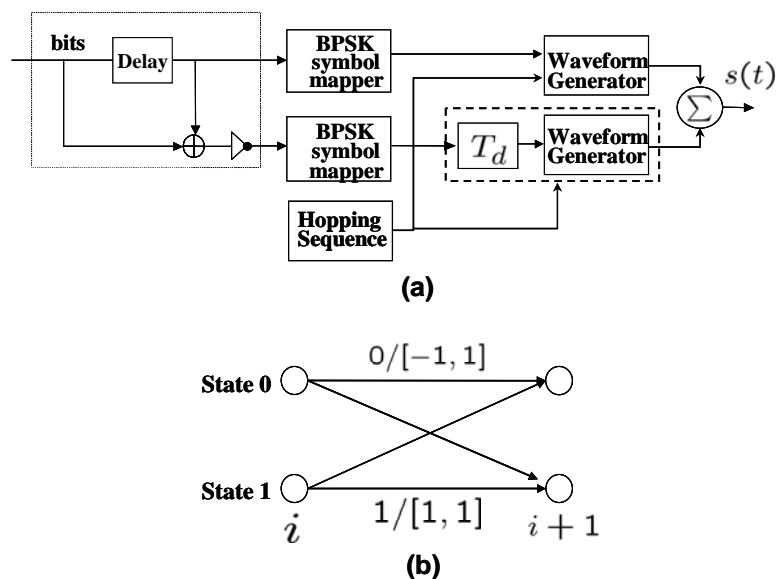 bits
Delay
BPSK
symbol
mapper
Waveform
Generator
s(t)
∑
BPSK
symbol
mapper
T_d
Waveform
Generator
Hopping
Sequence
(a)
0/[-1, 1]
State 0
State 1
1/[1, 1]
i
i + 1
(b)